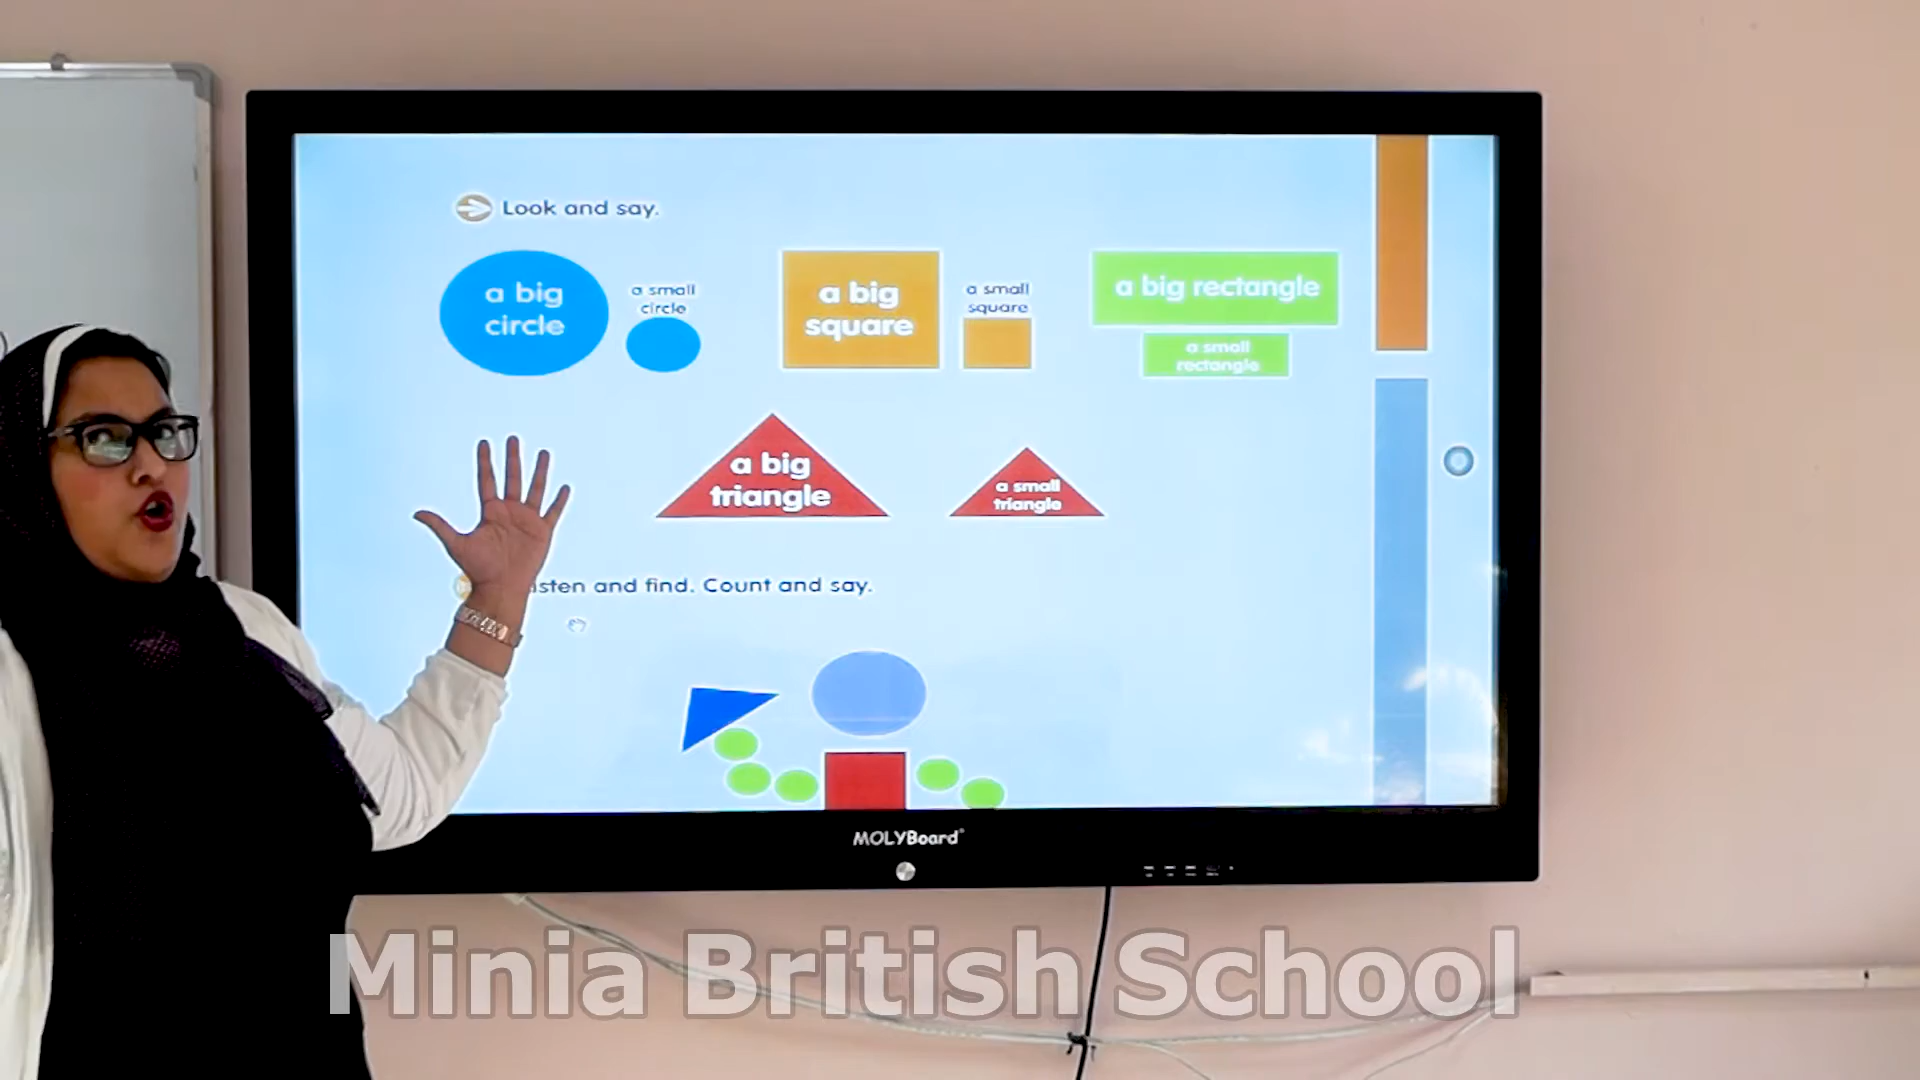 Look and say.
a big
circle
a small
circle
a big
square
a small
square
a big rectangle
a small
rectangle
a big
triangle
a small
triangle
isten and find. Count and say.
MOLYBoard
Minia British School